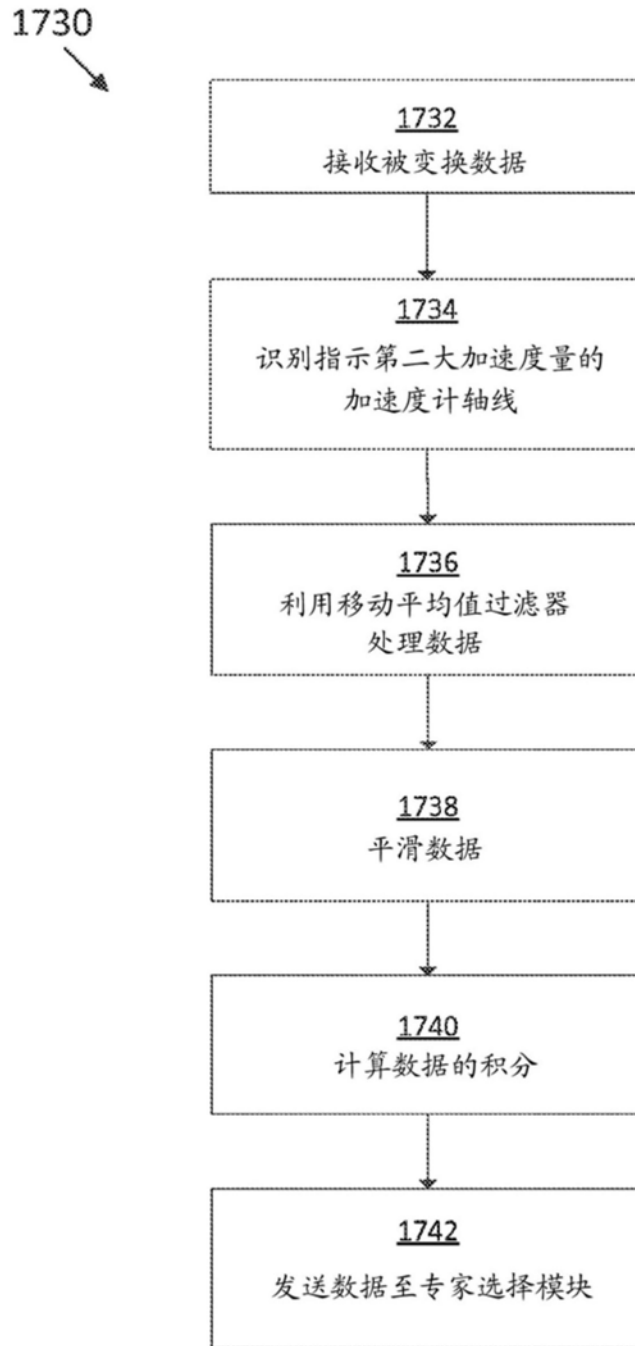 1730
1732
接收被变换数据
1734
识别指示第二大加速度量的
加速度计轴线
1736
利用移动平均值过滤器
处理数据
1738
平滑数据
1740
计算数据的积分
1742
发送数据至专家选择模块